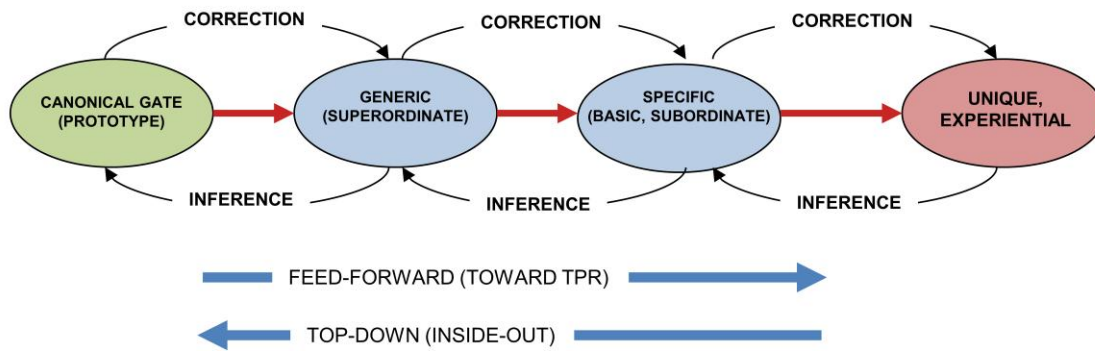 CORRECTION
CORRECTION
CORRECTION
CANONICAL GATE
(PROTOTYPE)
GENERIC
(SUPERORDINATE)
SPECIFIC
(BASIC, SUBORDINATE)
UNIQUE,
EXPERIENTIAL
INFERENCE
INFERENCE
INFERENCE
FEED-FORWARD (TOWARD TPR)
TOP-DOWN (INSIDE-OUT)